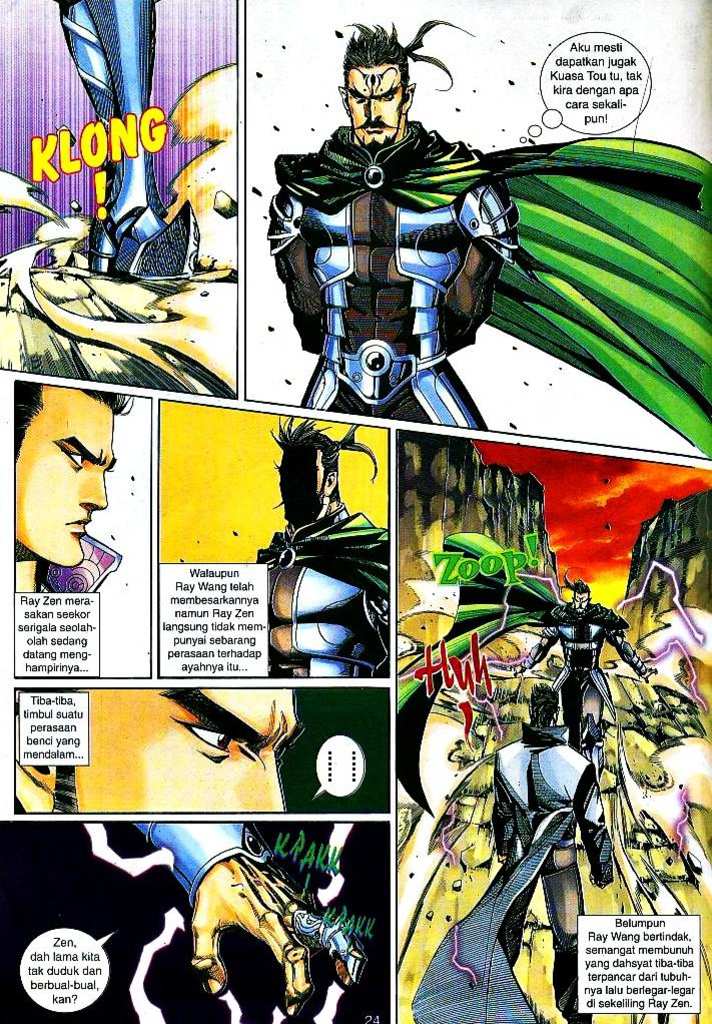 KLONG
!
Aku mesti
dapatkan jugak
Kuasa Tou tu, tak
kira dengan apa
cara sekali-
pun!
Ray Zen mera-
sakan seekor
serigala seolah-
olah sedang
datang meng-
hampirinya...
Walaupun
Ray Wang telah
membesarkannya
namun Ray Zen
langsung tidak mem-
punyai sebarang
perasaan terhadap
ayahnya itu...
Tiba-tiba,
timbul suatu
perasaan
benci yang
mendalam...
!!
Zoop!
Huh
!
KRAKK
!
KRAKK
Zen,
dah lama kita
tak duduk dan
berbual-bual,
kan?
Belumpun
Ray Wang bertindak,
semangat membunuh
yang dahsyat tiba-tiba
terpancar dari tubuh-
nya lalu berlegar-legar
di sekeliling Ray Zen.
24